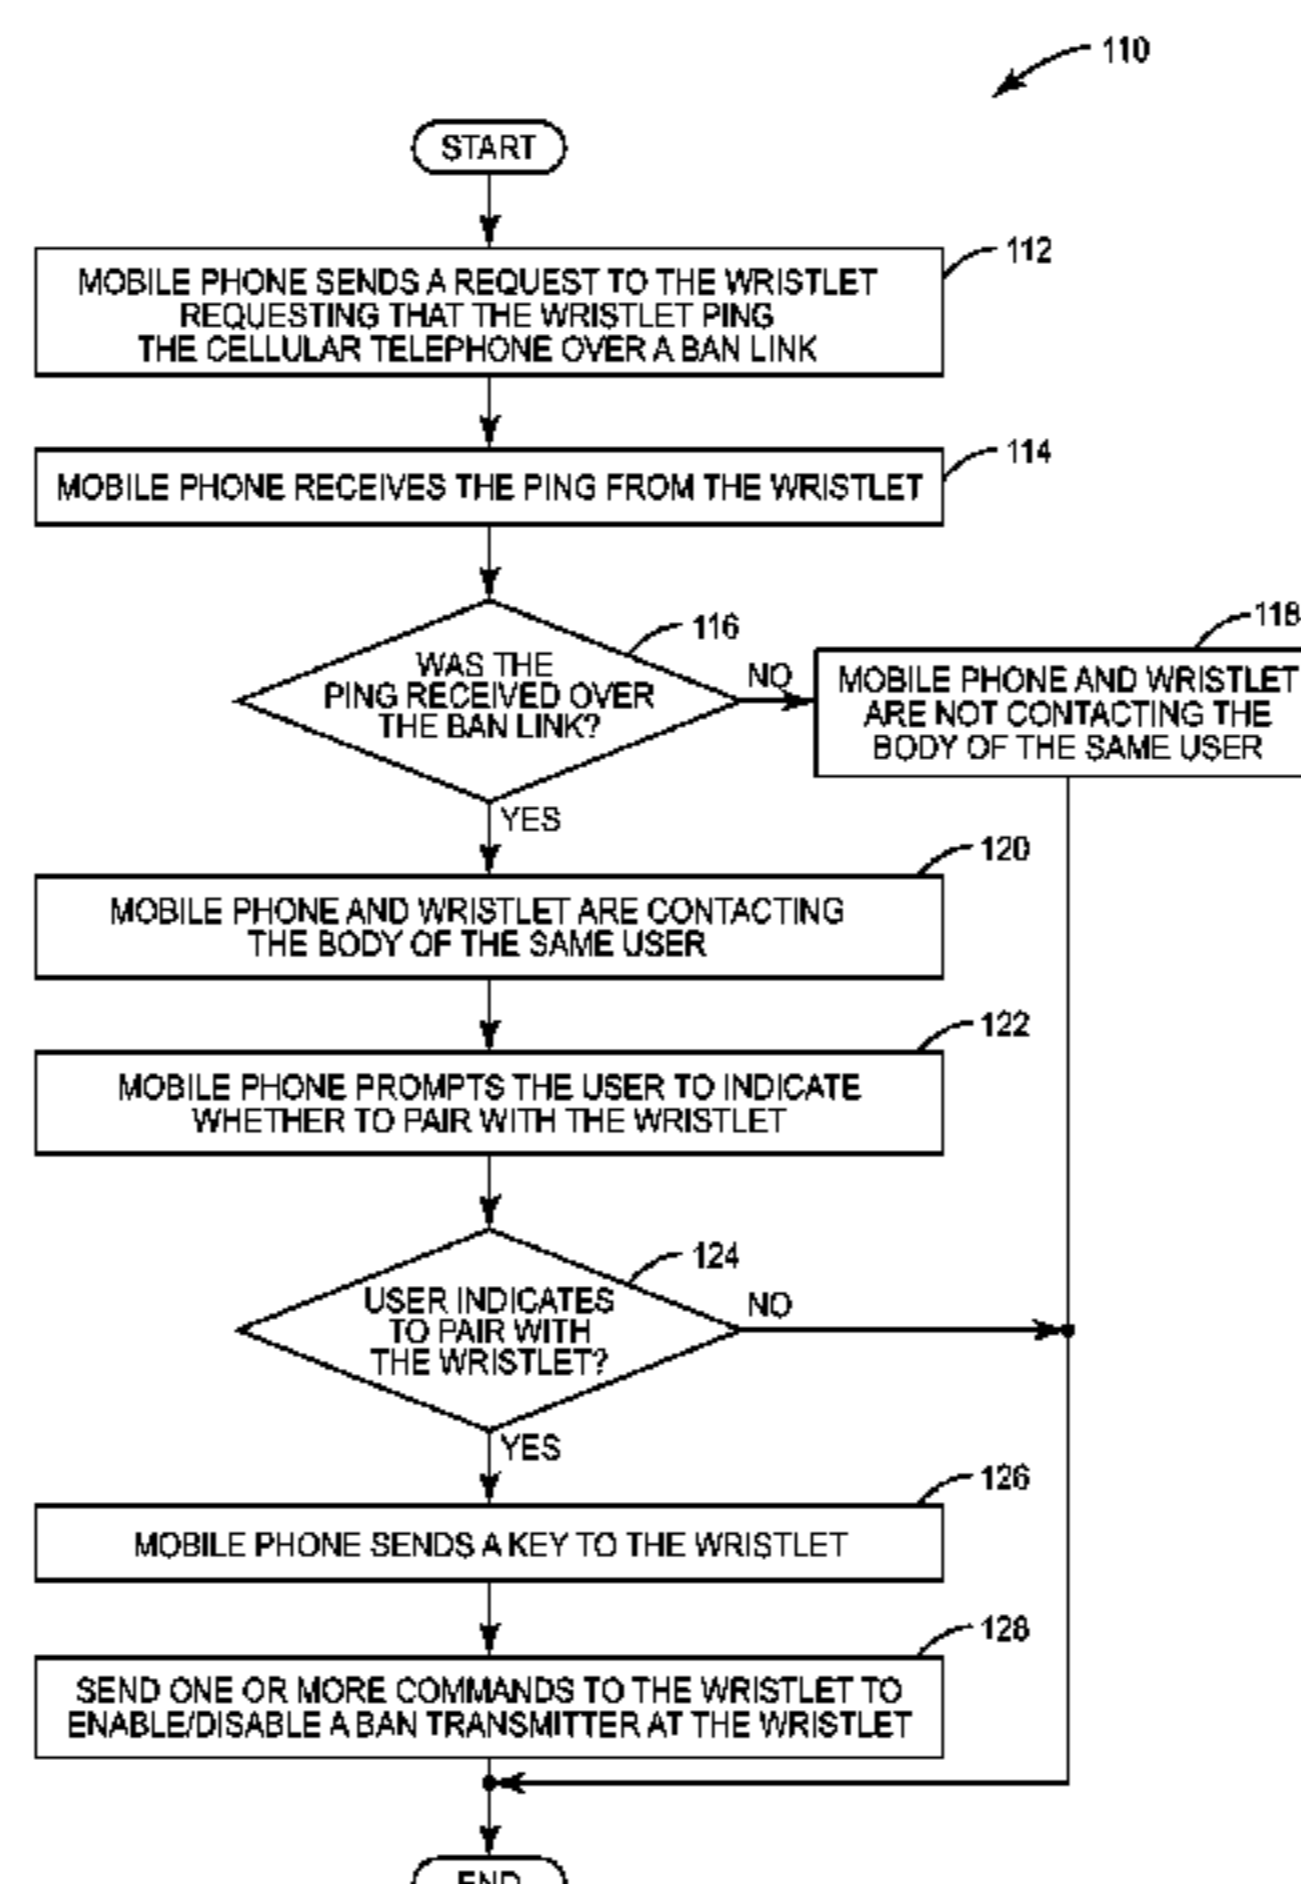 110
START
112
MOBILE PHONE SENDS A REQUEST TO THE WRISTLET
REQUESTING THAT THE WRISTLET PING
THE CELLULAR TELEPHONE OVER A BAN LINK
114
MOBILE PHONE RECEIVES THE PING FROM THE WRISTLET
116
WAS THE
PING RECEIVED OVER
THE BAN LINK?
NO
118
MOBILE PHONE AND WRISTLET
ARE NOT CONTACTING THE
BODY OF THE SAME USER
YES
120
MOBILE PHONE AND WRISTLET ARE CONTACTING
THE BODY OF THE SAME USER
122
MOBILE PHONE PROMPTS THE USER TO INDICATE
WHETHER TO PAIR WITH THE WRISTLET
124
USER INDICATES
TO PAIR WITH
THE WRISTLET?
NO
YES
126
MOBILE PHONE SENDS A KEY TO THE WRISTLET
128
SEND ONE OR MORE COMMANDS TO THE WRISTLET TO
ENABLE/DISABLE A BAN TRANSMITTER AT THE WRISTLET
END